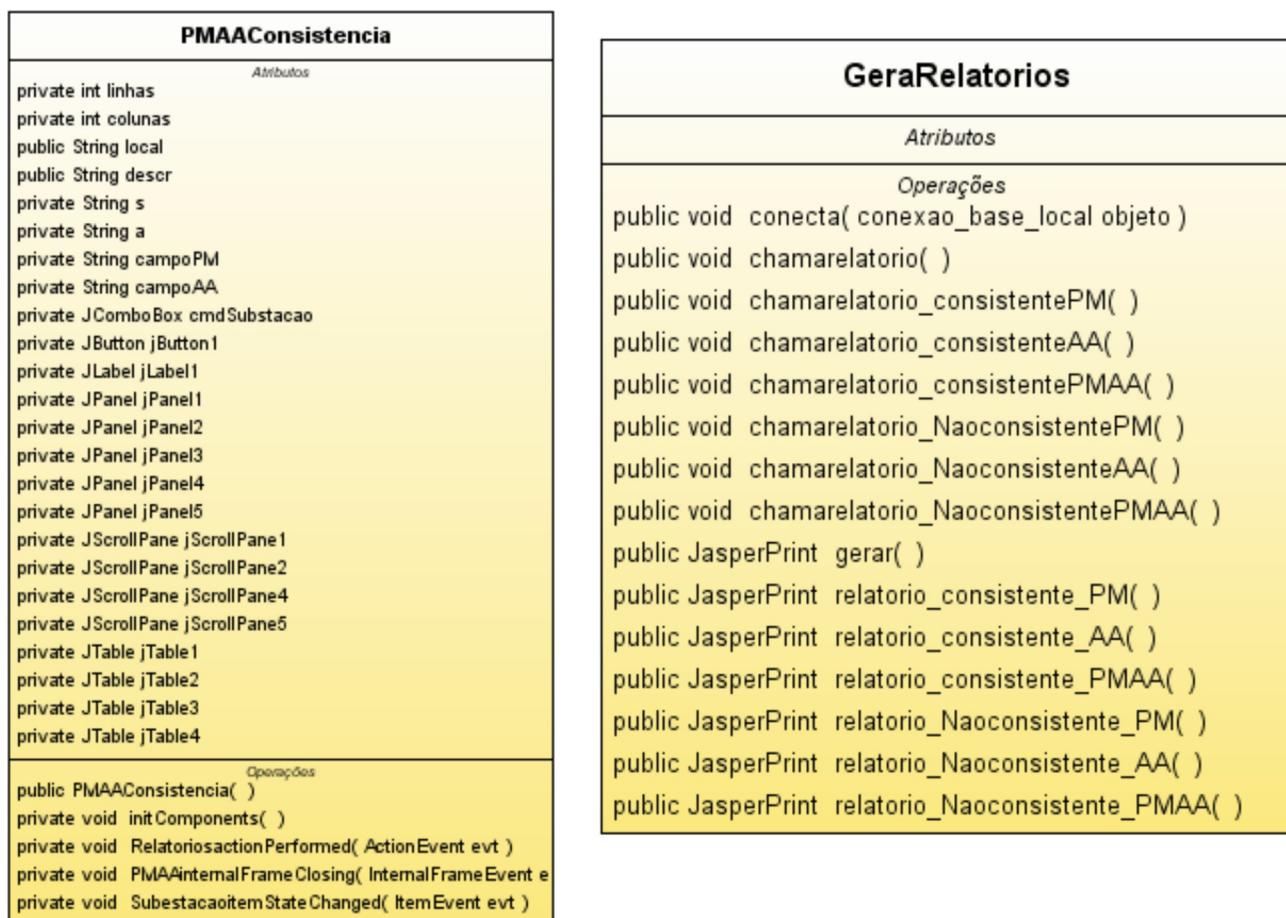 PMAAConsistencia
Atributos
private int linhas
private int colunas
public String local
public String descr
private String s
private String a
private String campoPM
private String campoAA
private JComboBox cmdSubstacao
private JButton jButton1
private JLabel jLabel1
private JPanel jPanel1
private JPanel jPanel2
private JPanel jPanel3
private JPanel jPanel4
private JPanel jPanel5
private JScrollPane jScrollPane1
private JScrollPane jScrollPane2
private JScrollPane jScrollPane4
private JScrollPane jScrollPane5
private JTable jTable1
private JTable jTable2
private JTable jTable3
private JTable jTable4
Operações
public PMAAConsistencia( )
private void initComponents( )
private void RelatoriosactionPerformed( ActionEvent evt )
private void PMAAinternalFrameClosing( InternalFrameEvent e
private void SubestacaoitemStateChanged( ItemEvent evt )
GeraRelatorios
Atributos
Operações
public void conecta( conexao_base_local objeto )
public void chamarelatorio( )
public void chamarelatorio_consistentePM( )
public void chamarelatorio_consistenteAA( )
public void chamarelatorio_consistentePMAA( )
public void chamarelatorio_NaoconsistentePM( )
public void chamarelatorio_NaoconsistenteAA( )
public void chamarelatorio_NaoconsistentePMAA( )
public JasperPrint gerar( )
public JasperPrint relatorio_consistente_PM( )
public JasperPrint relatorio_consistente_AA( )
public JasperPrint relatorio_consistente_PMAA( )
public JasperPrint relatorio_Naoconsistente_PM( )
public JasperPrint relatorio_Naoconsistente_AA( )
public JasperPrint relatorio_Naoconsistente_PMAA( )